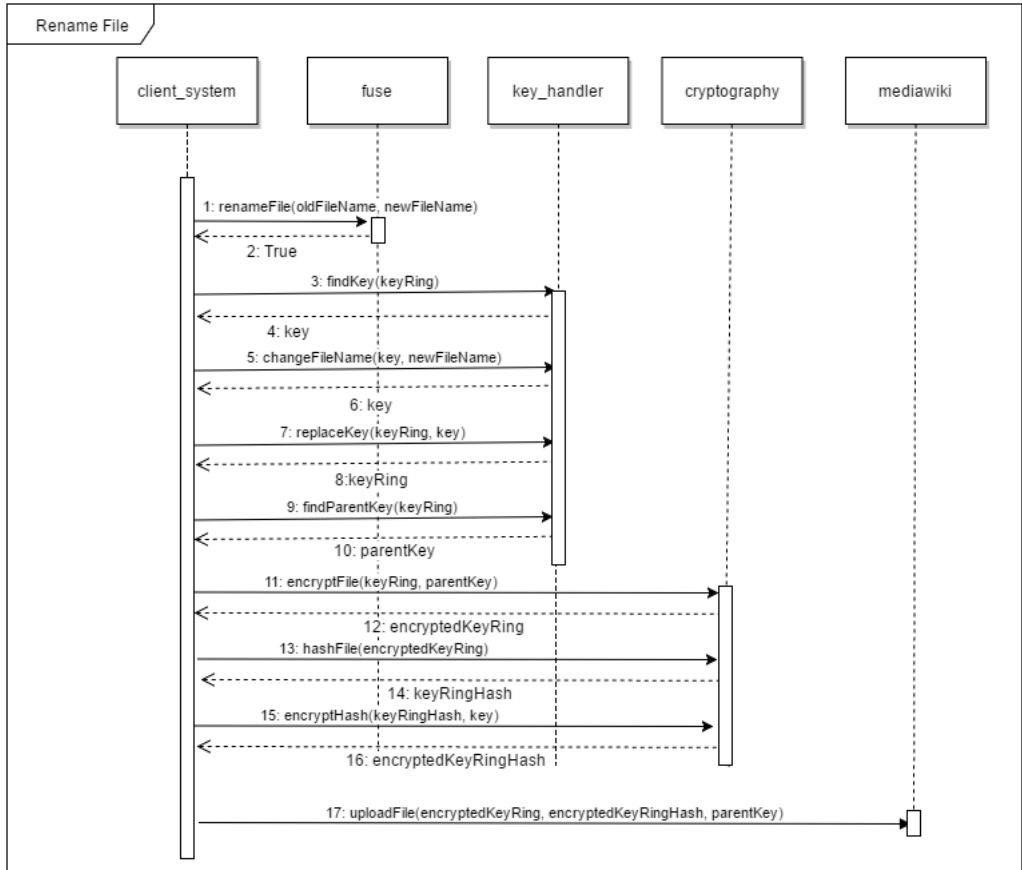 Rename File
client_system
fuse
key_handler
cryptography
mediawiki
1: renameFile(oldFileName, newFileName)
2: True
3: findKey(keyRing)
4: key
5: changeFileName(key, newFileName)
6: key
7: replaceKey(keyRing, key)
8:keyRing
9: findParentKey(keyRing)
10: parentKey
11: encryptFile(keyRing, parentKey)
12: encryptedKeyRing
13: hashFile(encryptedKeyRing)
14: keyRingHash
15: encryptHash(keyRingHash, key)
16: encryptedKeyRingHash
17: uploadFile(encryptedKeyRing, encryptedKeyRingHash, parentKey)